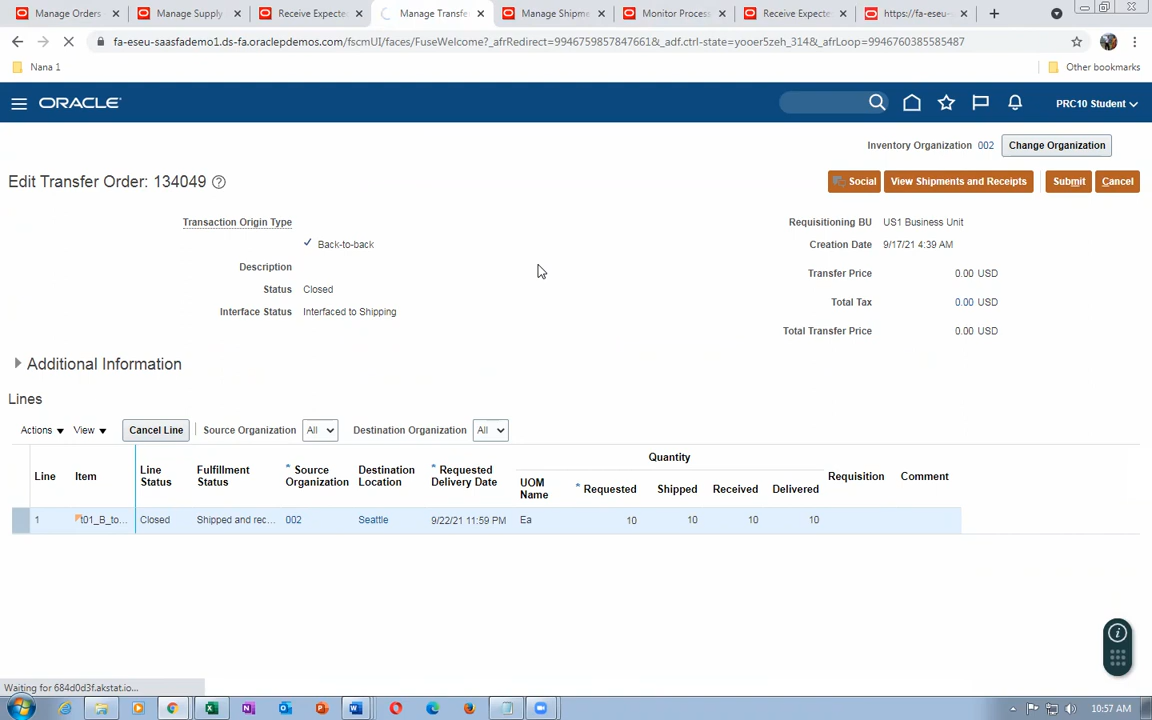 Manage Orders
Manage Supply
Receive Expecte
Manage Transfe
Manage Shipme
Monitor Proces
Receive Expecte
https://fa-eseu-
fa-eseu-saasfademo1.ds-fa.oraclepdemos.com/fscmUI/faces/FuseWelcome?_afrRedirect=9946759857847661&_adf.ctrl-state=yooer5zeh_314&_afrLoop=9946760385585487
Nana 1
Other bookmarks
ORACLE
PRC10 Student
Inventory Organization 002 Change Organization
Edit Transfer Order: 134049
Social View Shipments and Receipts Submit Cancel
Transaction Origin Type
Back-to-back
Description
Status Closed
Interface Status Interfaced to Shipping
Requisitioning BU US1 Business Unit
Creation Date 9/17/21 4:39 AM
Transfer Price 0.00 USD
Total Tax 0.00 USD
Total Transfer Price 0.00 USD
Additional Information
Lines
Actions View Cancel Line Source Organization All Destination Organization All
Line Item Line Status Fulfillment Status * Source Organization Destination Location * Requested Delivery Date Quantity UOM Name * Requested Shipped Received Delivered Requisition Comment
1 t01_B_to... Closed Shipped and rec... 002 Seattle 9/22/21 11:59 PM Ea 10 10 10 10
Waiting for 684d0d3f.akstat.io...
10:57 AM